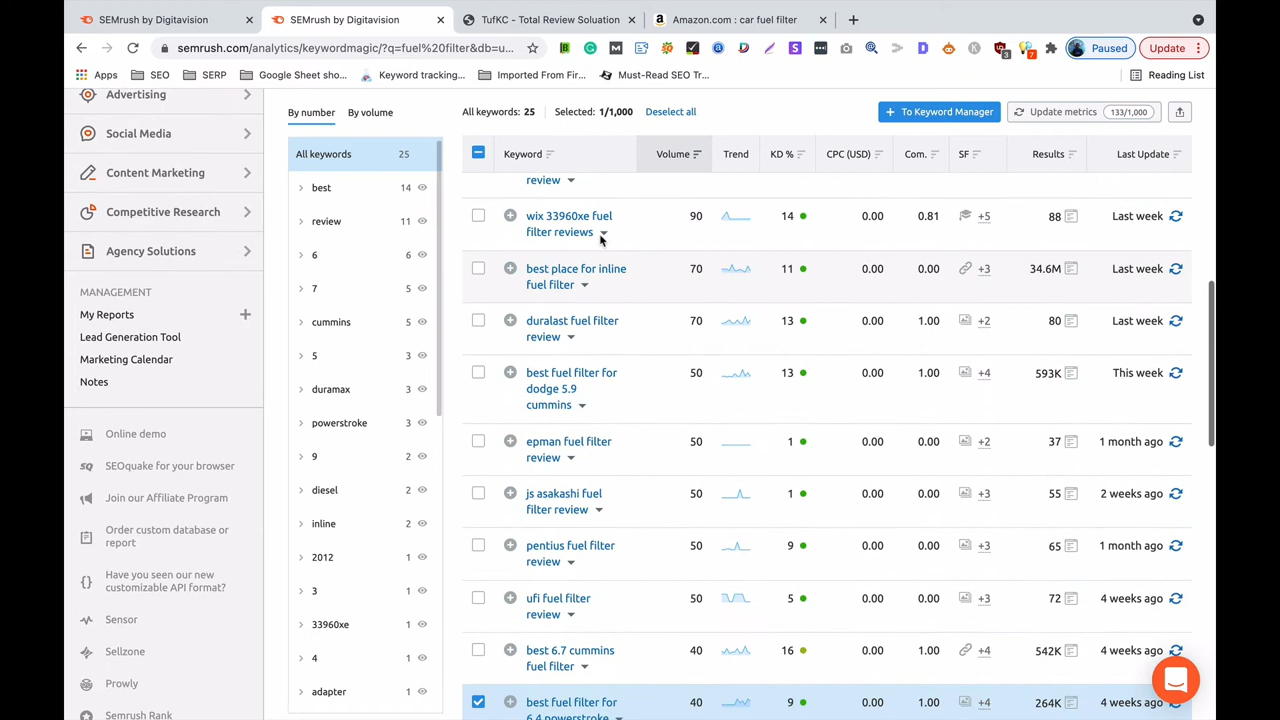 SEMrush by Digitavision
SEMrush by Digitavision
TufKC - Total Review Soluation
Amazon.com : car fuel filter
semrush.com/analytics/keywordmagic/?q=fuel%20filter&db=u...
Paused
Update
Apps
SEO
SERP
Google Sheet sho...
Keyword tracking...
Imported From Fir...
Must-Read SEO Tr...
Reading List
Advertising
Social Media
Content Marketing
Competitive Research
Agency Solutions
MANAGEMENT
My Reports
Lead Generation Tool
Marketing Calendar
Notes
Online demo
SEOquake for your browser
Join our Affiliate Program
Order custom database or
report
Have you seen our new
customizable API format?
Sensor
Sellzone
Prowly
Semrush Rank
By number
By volume
All keywords 25
best 14
review 11
6 6
7 5
cummins 5
5 3
duramax 3
powerstroke 3
9 2
diesel 2
inline 2
2012 1
3 1
33960xe 1
4 1
adapter 1
All keywords: 25
Selected: 1/1,000
Deselect all
To Keyword Manager
Update metrics 133/1,000
Keyword Volume Trend KD % CPC (USD) Com. SF Results Last Update
review
wix 33960xe fuel 90 14 0.00 0.81 +5 88 Last week
filter reviews
best place for inline 70 11 0.00 0.00 +3 34.6M Last week
fuel filter
duralast fuel filter 70 13 0.00 1.00 +2 80 Last week
review
best fuel filter for 50 13 0.00 1.00 +4 593K This week
dodge 5.9
cummins
epman fuel filter 50 1 0.00 0.00 +2 37 1 month ago
review
js asakashi fuel 50 1 0.00 0.00 +3 55 2 weeks ago
filter review
pentius fuel filter 50 9 0.00 0.00 +3 65 1 month ago
review
ufi fuel filter 50 5 0.00 0.00 +3 72 4 weeks ago
review
best 6.7 cummins 40 16 0.00 1.00 +4 542K 4 weeks ago
fuel filter
best fuel filter for 40 9 0.00 1.00 +4 264K 4 weeks ago
6.4 powerstroke